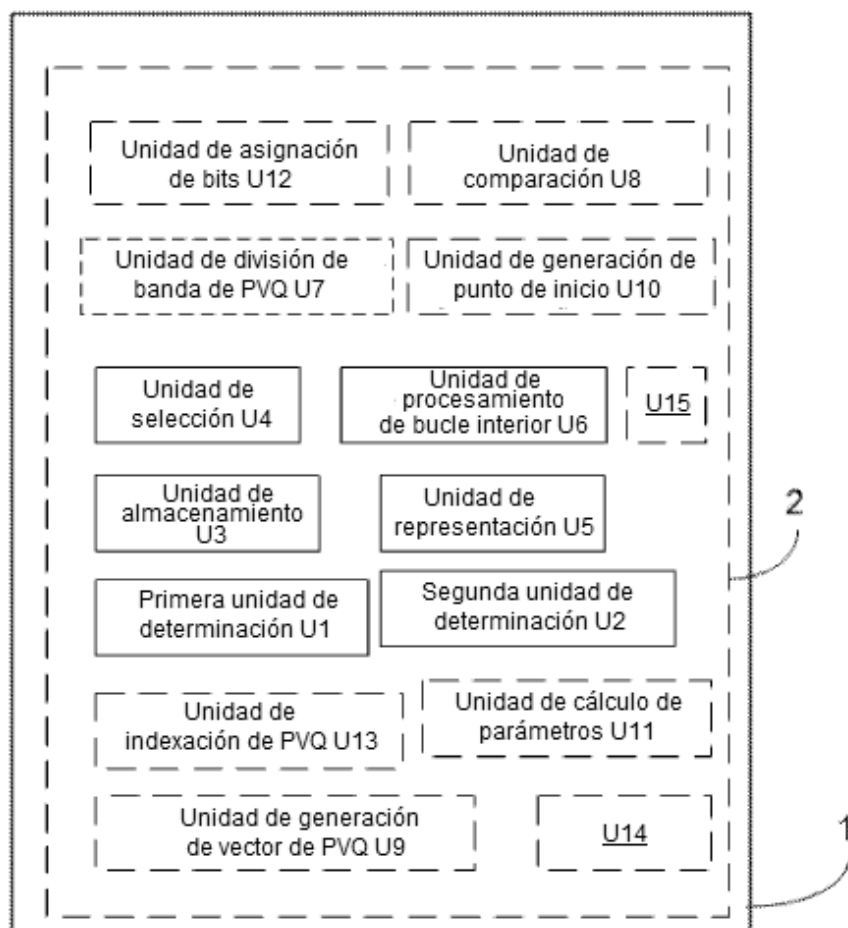 Unidad de asignación
de bits U12
Unidad de
comparación U8
Unidad de división de
banda de PVQ U7
Unidad de generación de
punto de inicio U10
Unidad de
selección U4
Unidad de
procesamiento
de bucle interior U6
U15
Unidad de
almacenamiento
U3
Unidad de
representación U5
2
Primera unidad de
determinación U1
Segunda unidad de
determinación U2
Unidad de
indexación de PVQ U13
Unidad de cálculo de
parámetros U11
Unidad de generación
de vector de PVQ U9
U14
1